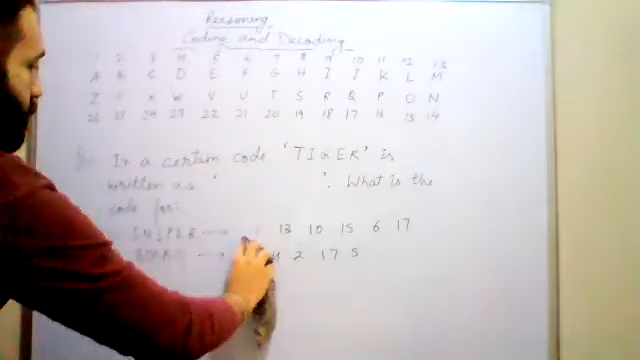 Reasoning
Coding and Decoding
1 2 3 4 5 6 7 8 9 10 11 12 13
A B C D E F G H I J K L M
Z Y X W V U T S R Q P O N
26 25 24 23 22 21 20 19 18 17 16 15 14
In a certain code 'TIGER' is
written as ' '. What is the
code for:
13 10 15 6 17
2 17 5